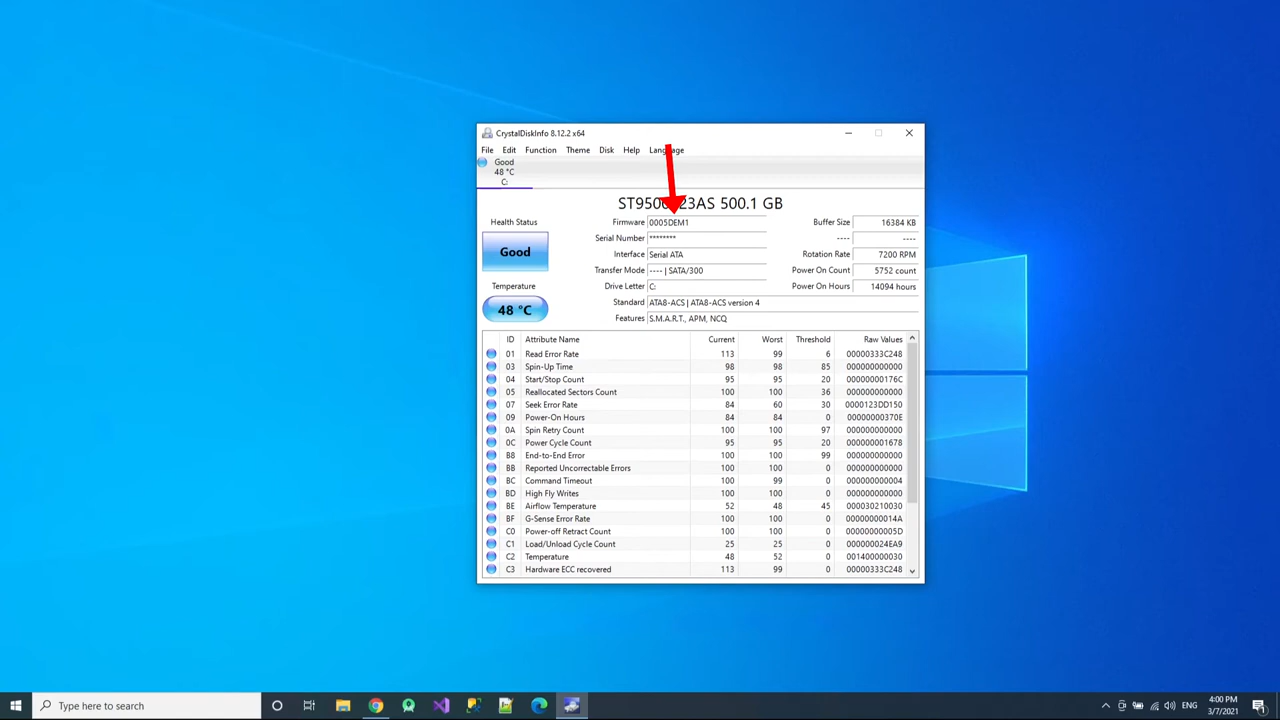 CrystalDiskInfo 8.12.2 x64
File Edit Function Theme Disk Help
Good
48 °C
C:
500.1 GB
Health Status
Good
Temperature
48 °C
Firmware 0005DEM1
Serial Number ********
Interface Serial ATA
Transfer Mode ---- | SATA/300
Drive Letter C:
Standard ATA8-ACS | ATA8-ACS version 4
Features S.M.A.R.T., APM, NCQ
Buffer Size 16384 KB
---- ----
Rotation Rate 7200 RPM
Power On Count 5752 count
Power On Hours 14094 hours
ID Attribute Name Current Worst Threshold Raw Values
01 Read Error Rate 113 99 6 00000333C248
03 Spin-Up Time 98 98 85 000000000000
04 Start/Stop Count 95 95 20 00000000176C
05 Reallocated Sectors Count 100 100 36 000000000000
07 Seek Error Rate 84 60 30 0000123DD150
09 Power-On Hours 84 84 0 00000000370E
0A Spin Retry Count 100 100 97 000000000000
0C Power Cycle Count 95 95 20 000000001678
B8 End-to-End Error 100 100 99 000000000000
BB Reported Uncorrectable Errors 100 100 0 000000000000
BC Command Timeout 100 99 0 000000000004
BD High Fly Writes 100 100 0 000000000000
BE Airflow Temperature 52 48 45 000030210030
BF G-Sense Error Rate 100 100 0 00000000014A
C0 Power-off Retract Count 100 100 0 00000000005D
C1 Load/Unload Cycle Count 25 25 0 000000024EA9
C2 Temperature 48 52 0 001400000030
C3 Hardware ECC recovered 113 99 0 00000333C248
Type here to search
ENG
4:00 PM
3/7/2021
1